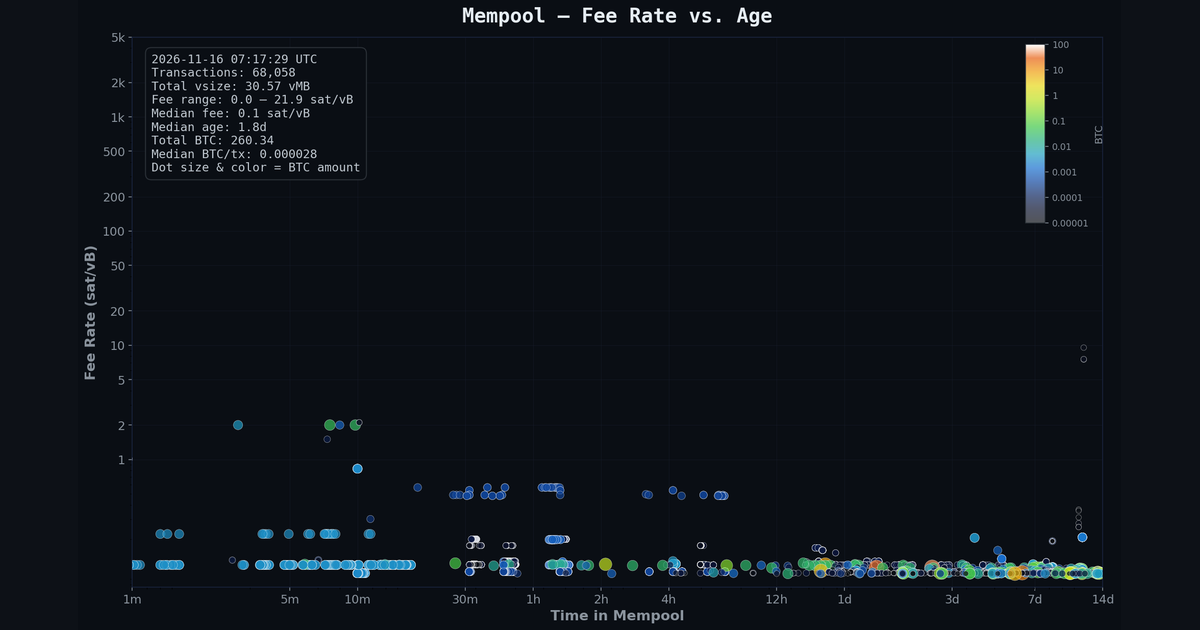 Mempool — Fee Rate vs. Age
2026-11-16 07:17:29 UTC
Transactions: 68,058
Total vsize: 30.57 vMB
Fee range: 0.0 – 21.9 sat/vB
Median fee: 0.1 sat/vB
Median age: 1.8d
Total BTC: 260.34
Median BTC/tx: 0.000028
Dot size & color = BTC amount
100
10
1
0.1
0.01
0.001
0.0001
0.00001
BTC
Fee Rate (sat/vB)
5k
2k
1k
500
200
100
50
20
10
5
2
1
1m
5m
10m
30m
1h
2h
4h
12h
1d
3d
7d
14d
Time in Mempool